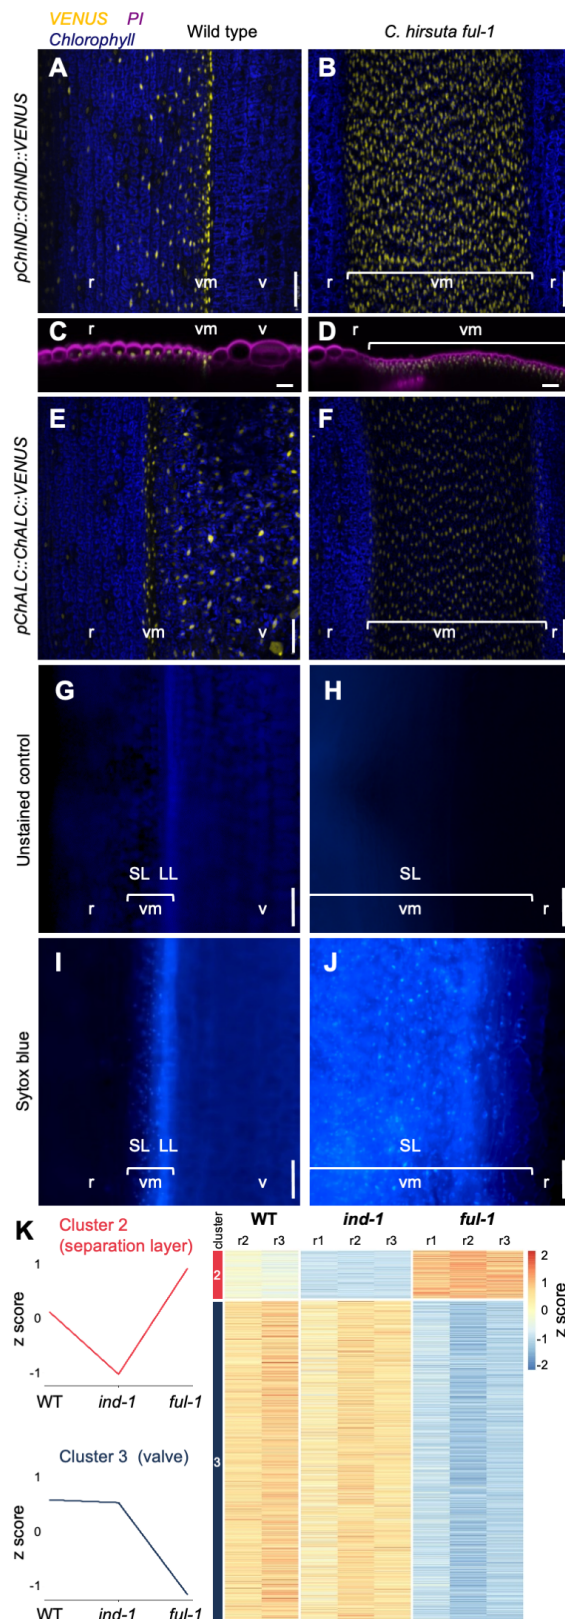 VENUS PI
Chlorophyll
Wild type
C. hirsuta ful-1
pChIND::ChIND::VENUS
A
r
vm
v
B
r
vm
r
C
r
vm
v
D
r
vm
pChALC::ChALC::VENUS
E
r
vm
v
F
r
vm
r
Unstained control
G
SL LL
r
vm
v
H
SL
vm
r
Sytox blue
I
SL LL
r
vm
v
J
SL
vm
r
K
Cluster 2
(separation layer)
z score
1
0
-1
WT ind-1 ful-1
Cluster 3 (valve)
z score
1
0
-1
WT ind-1 ful-1
cluster
WT ind-1 ful-1
r2 r3 r1 r2 r3 r1 r2 r3
2
3
2
1
0
-1
-2
z score